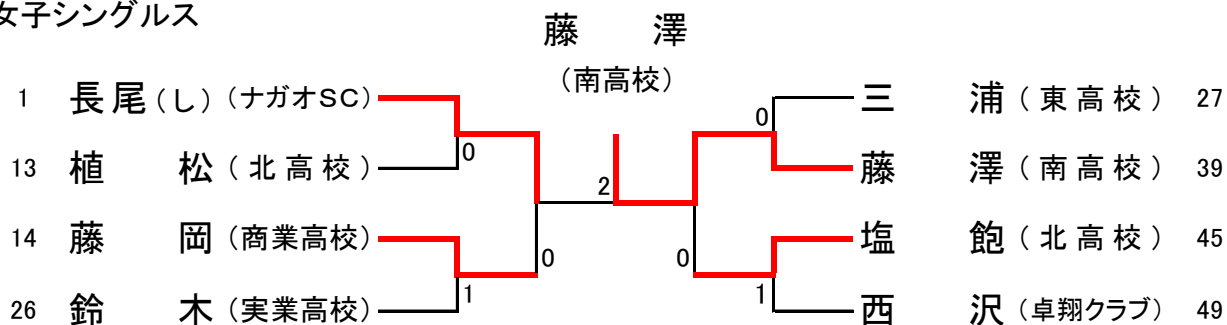 女子シングルス
藤 澤
(南高校)
1 長尾(し)(ナガオSC)
三 浦(東高校) 27
0
0
13 植 松(北高校)
藤 澤(南高校) 39
2
14 藤 岡(商業高校)
塩 飽(北高校) 45
0
0
1
1
26 鈴 木(実業高校)
西 沢(卓翔クラブ) 49